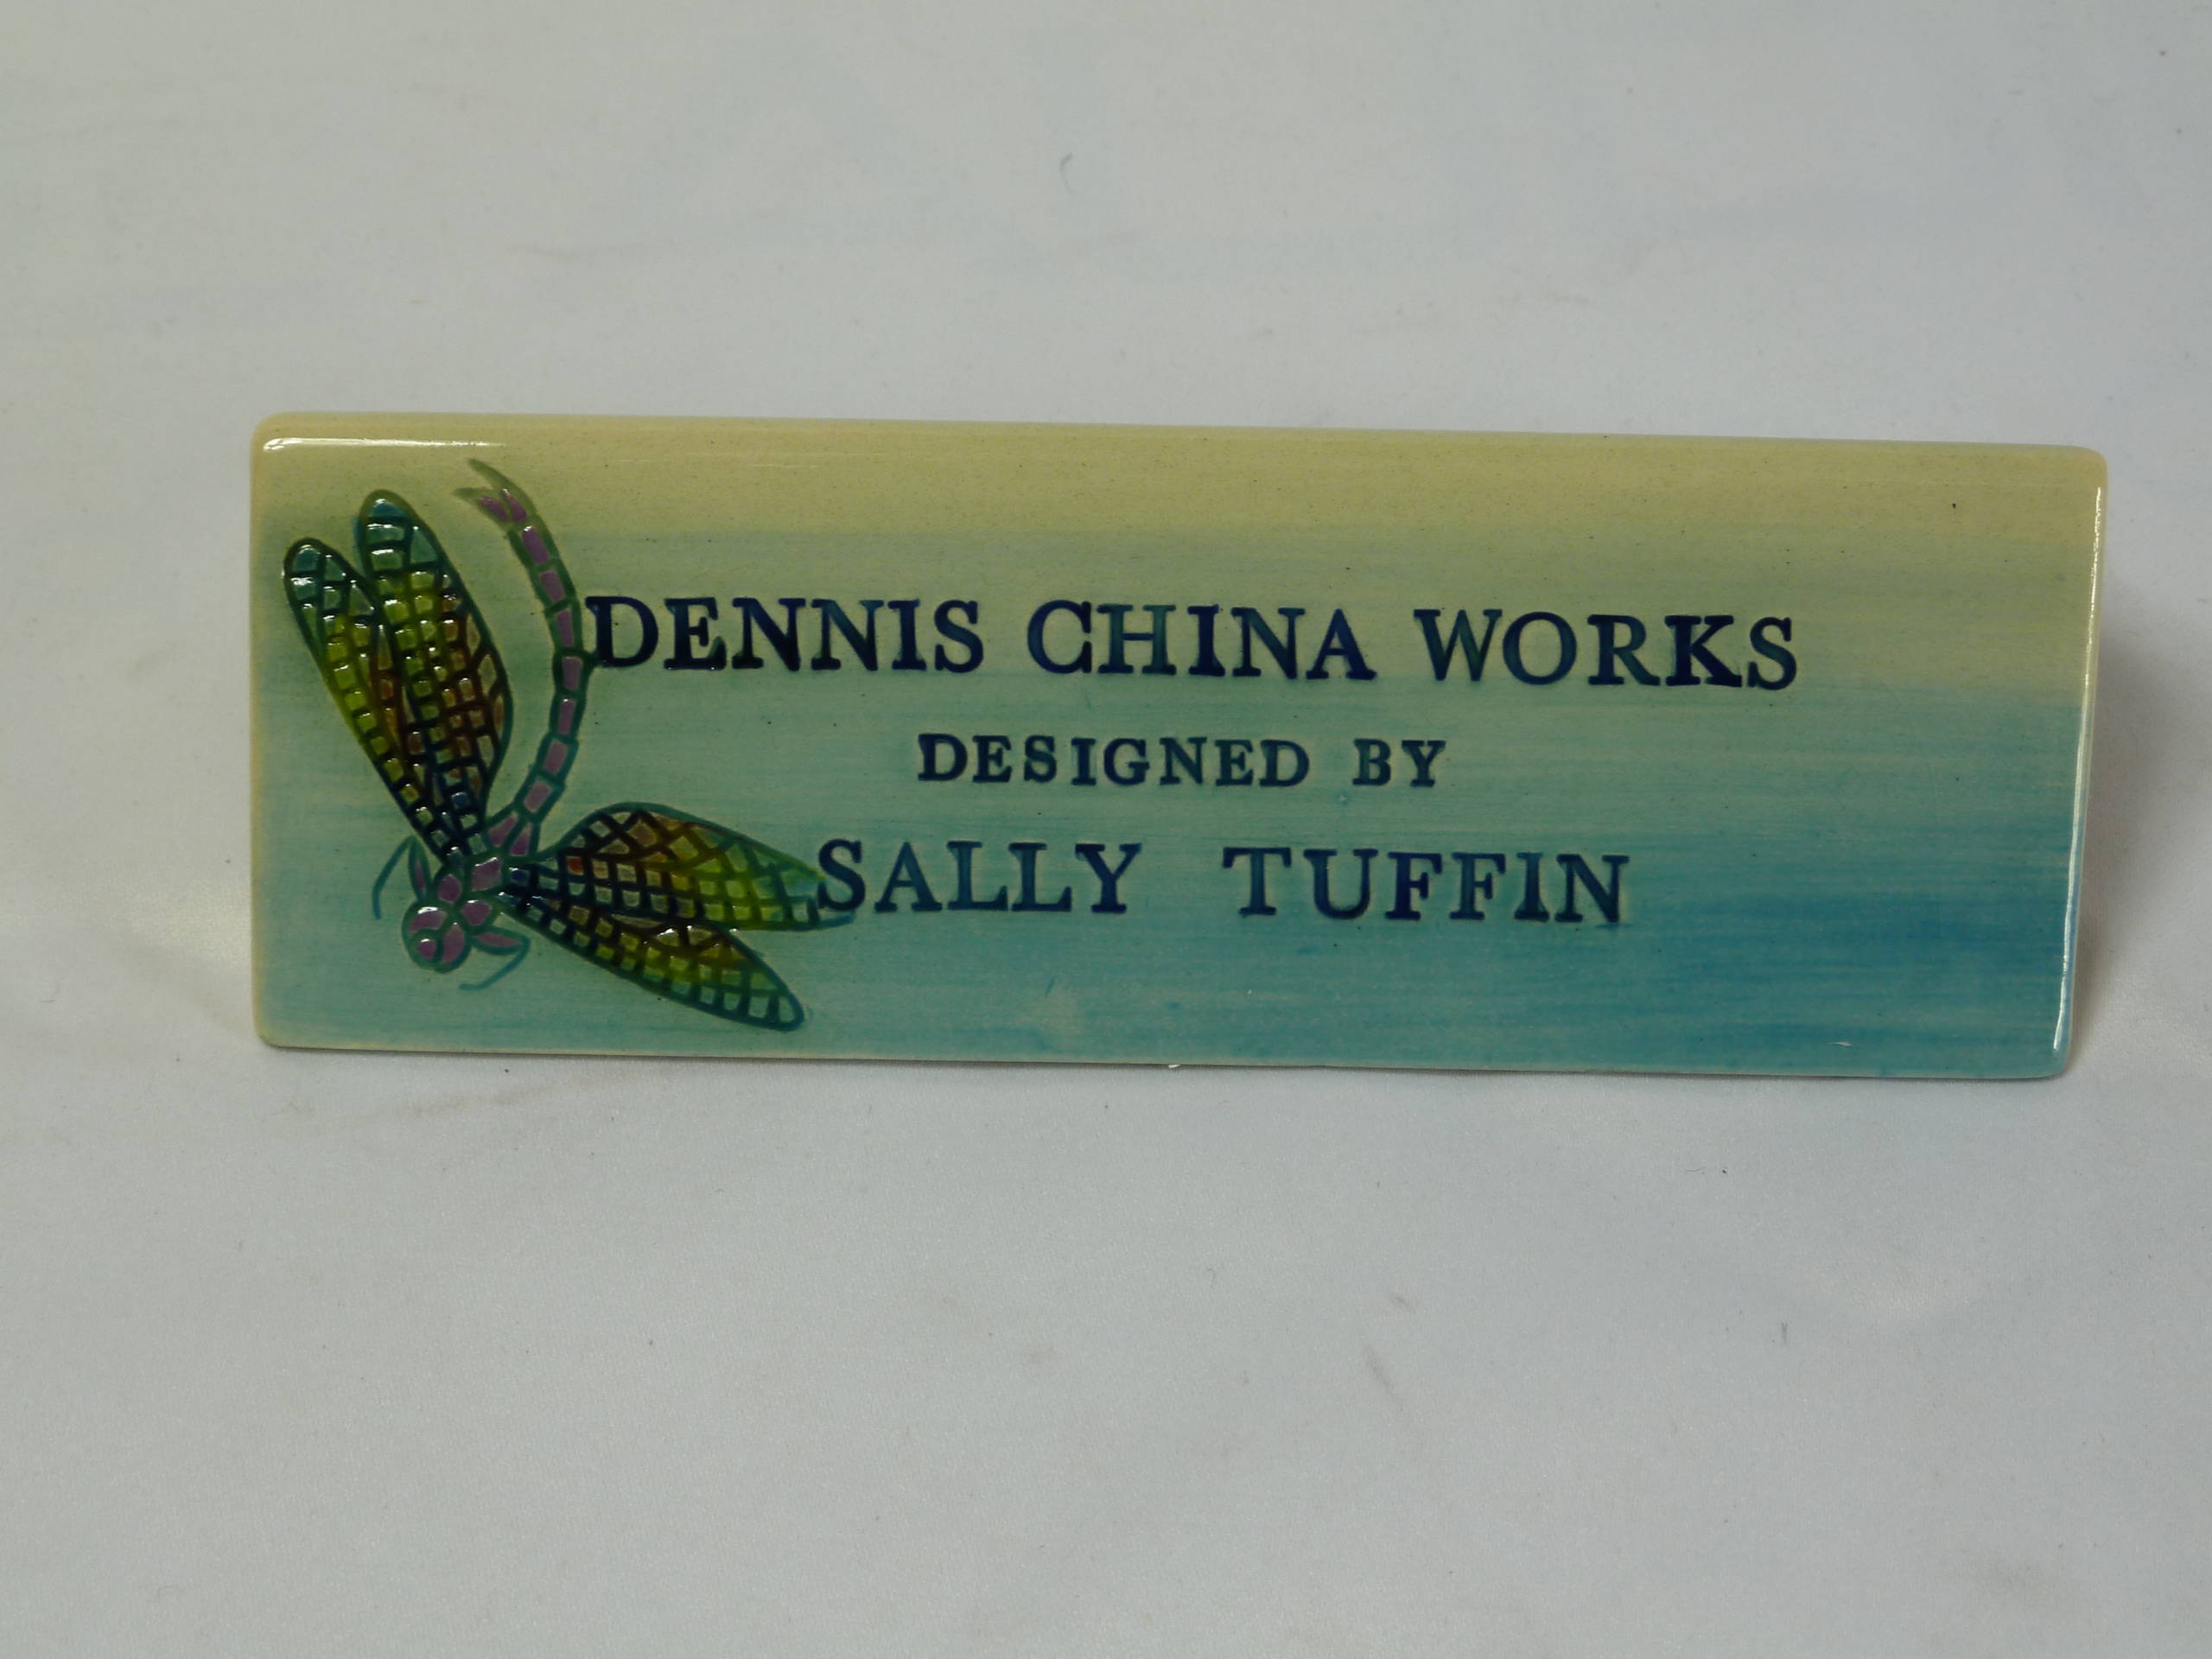 DENNIS CHINA WORKS
DESIGNED BY
SALLY TUFFIN